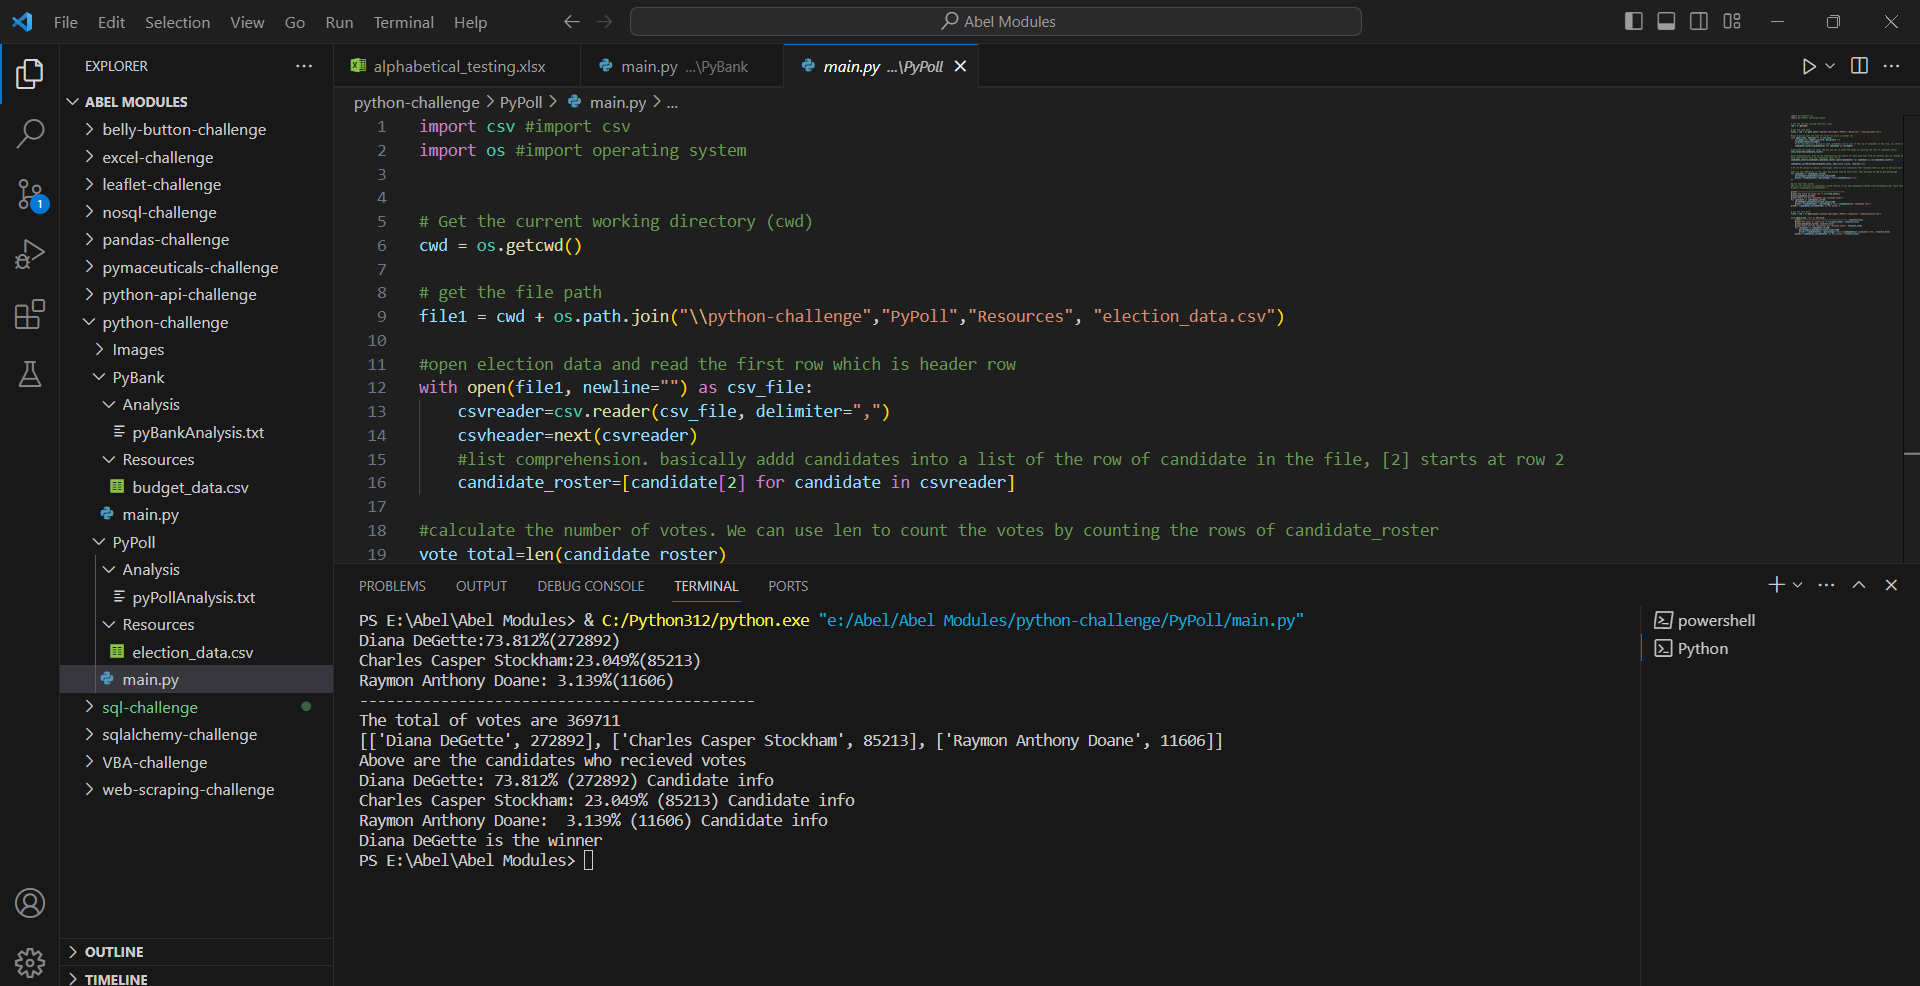 File Edit Selection View Go Run Terminal Help
Abel Modules
EXPLORER
ABEL MODULES
belly-button-challenge
excel-challenge
leaflet-challenge
nosql-challenge
pandas-challenge
pymaceuticals-challenge
python-api-challenge
python-challenge
Images
PyBank
Analysis
pyBankAnalysis.txt
Resources
budget_data.csv
main.py
PyPoll
Analysis
pyPollAnalysis.txt
Resources
election_data.csv
main.py
sql-challenge
sqlalchemy-challenge
VBA-challenge
web-scraping-challenge
OUTLINE
TIMELINE
1
alphabetical_testing.xlsx
main.py ...\PyBank
main.py ...\PyPoll
python-challenge > PyPoll > main.py > ...
1 import csv #import csv
2 import os #import operating system
3
4
5 # Get the current working directory (cwd)
6 cwd = os.getcwd()
7
8 # get the file path
9 file1 = cwd + os.path.join("\\python-challenge","PyPoll","Resources", "election_data.csv")
10
11 #open election data and read the first row which is header row
12 with open(file1, newline="") as csv_file:
13 csvreader=csv.reader(csv_file, delimiter=",")
14 csvheader=next(csvreader)
15 #list comprehension. basically addd candidates into a list of the row of candidate in the file, [2] starts at row 2
16 candidate_roster=[candidate[2] for candidate in csvreader]
17
18 #calculate the number of votes. We can use len to count the votes by counting the rows of candidate_roster
19 vote_total=len(candidate_roster)
PROBLEMS OUTPUT DEBUG CONSOLE TERMINAL PORTS
PS E:\Abel\Abel Modules> & C:/Python312/python.exe "e:/Abel/Abel Modules/python-challenge/PyPoll/main.py"
Diana DeGette:73.812%(272892)
Charles Casper Stockham:23.049%(85213)
Raymon Anthony Doane: 3.139%(11606)
--------------------------------------------
The total of votes are 369711
[['Diana DeGette', 272892], ['Charles Casper Stockham', 85213], ['Raymon Anthony Doane', 11606]]
Above are the candidates who recieved votes
Diana DeGette: 73.812% (272892) Candidate info
Charles Casper Stockham: 23.049% (85213) Candidate info
Raymon Anthony Doane:  3.139% (11606) Candidate info
Diana DeGette is the winner
PS E:\Abel\Abel Modules>
powershell
Python